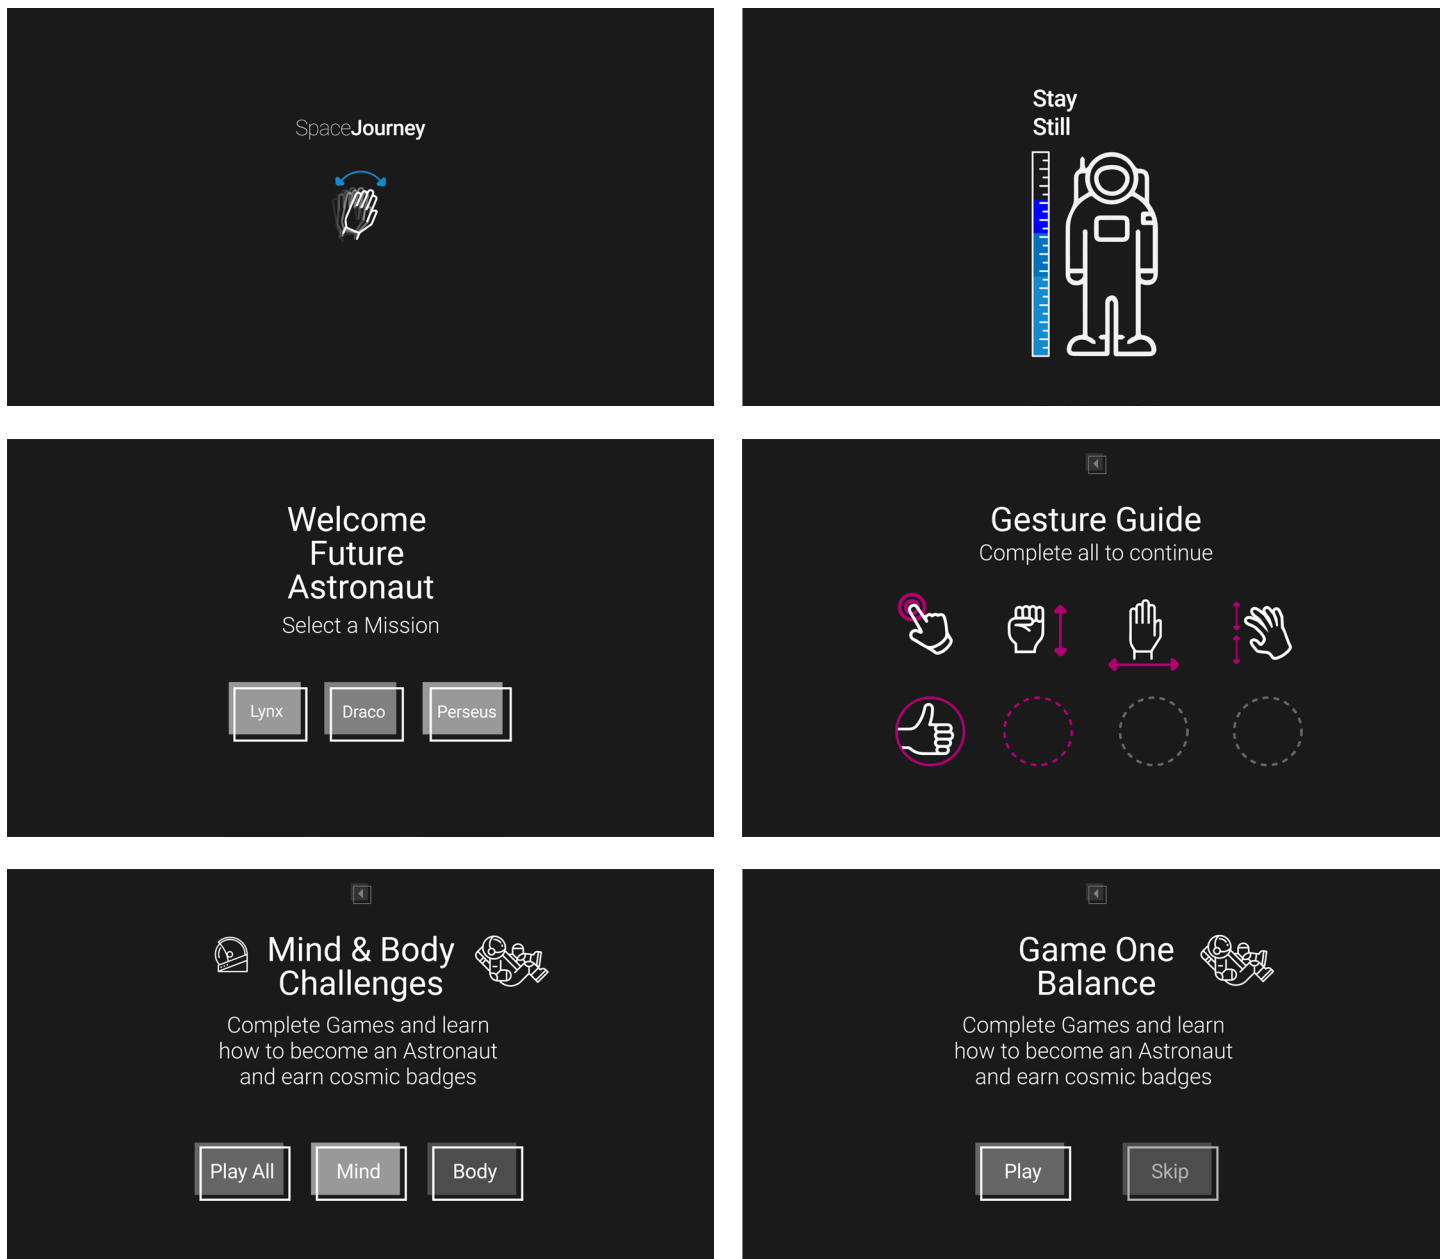 SpaceJourney
Stay
Still
Welcome
Future
Astronaut
Select a Mission
Lynx
Draco
Perseus
Gesture Guide
Complete all to continue
Mind & Body
Challenges
Complete Games and learn
how to become an Astronaut
and earn cosmic badges
Play All
Mind
Body
Game One
Balance
Complete Games and learn
how to become an Astronaut
and earn cosmic badges
Play
Skip